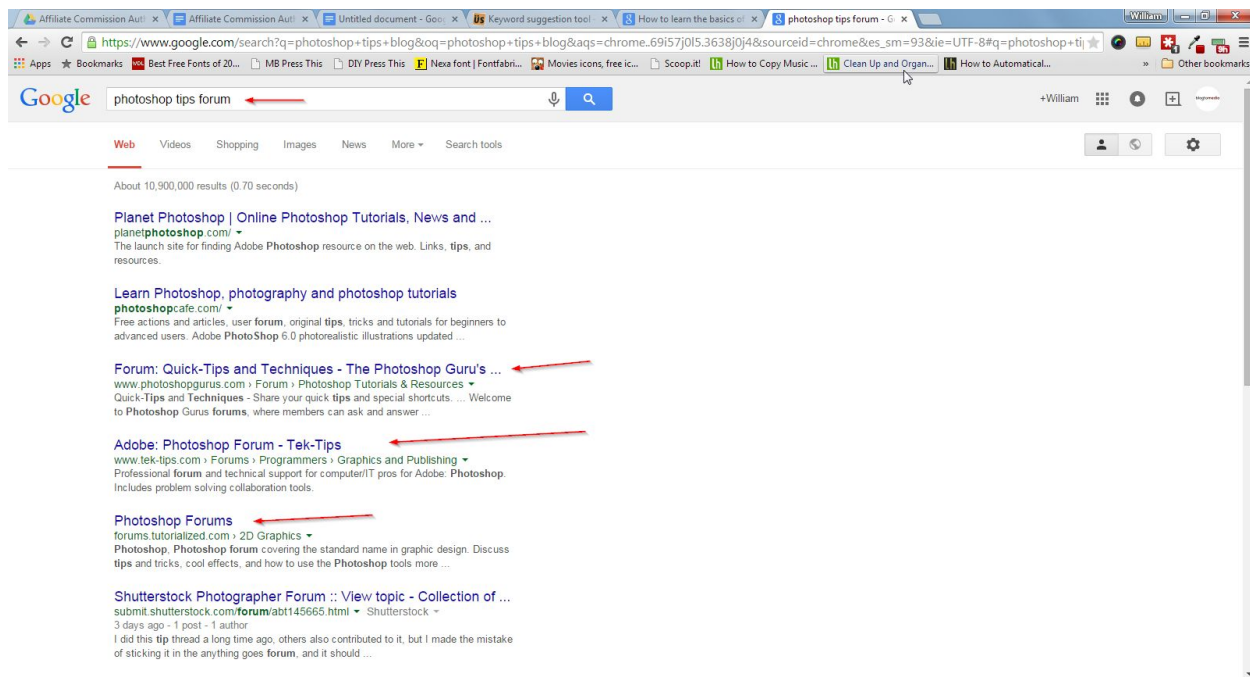 Affiliate Commission Auti × Affiliate Commission Auti × Untitled document - Goo × Us Keyword suggestion tool - × How to learn the basics of × photoshop tips forum - G × William
https://www.google.com/search?q=photoshop+tips+blog&oq=photoshop+tips+blog&aqs=chrome..69i57j0l5.3638j0j4&sourceid=chrome&es_sm=93&ie=UTF-8#q=photoshop+ti
Apps Bookmarks VDL Best Free Fonts of 20... MB Press This DIY Press This F Nexa font | Fontfabri... Movies icons, free ic... Scoop.it! lh How to Copy Music ... lh Clean Up and Organ... lh How to Automatical... » Other bookmarks
Google photoshop tips forum +William
Web Videos Shopping Images News More Search tools
About 10,900,000 results (0.70 seconds)
Planet Photoshop | Online Photoshop Tutorials, News and ...
planetphotoshop.com/
The launch site for finding Adobe Photoshop resource on the web. Links, tips, and
resources.
Learn Photoshop, photography and photoshop tutorials
photoshopcafe.com/
Free actions and articles, user forum, original tips, tricks and tutorials for beginners to
advanced users. Adobe PhotoShop 6.0 photorealistic illustrations updated ...
Forum: Quick-Tips and Techniques - The Photoshop Guru's ...
www.photoshopgurus.com › Forum › Photoshop Tutorials & Resources
Quick-Tips and Techniques - Share your quick tips and special shortcuts. ... Welcome
to Photoshop Gurus forums, where members can ask and answer ...
Adobe: Photoshop Forum - Tek-Tips
www.tek-tips.com › Forums › Programmers › Graphics and Publishing
Professional forum and technical support for computer/IT pros for Adobe: Photoshop.
Includes problem solving collaboration tools.
Photoshop Forums
forums.tutorialized.com › 2D Graphics
Photoshop, Photoshop forum covering the standard name in graphic design. Discuss
tips and tricks, cool effects, and how to use the Photoshop tools more ...
Shutterstock Photographer Forum :: View topic - Collection of ...
submit.shutterstock.com/forum/abt145665.html Shutterstock
3 days ago - 1 post - 1 author
I did this tip thread a long time ago, others also contributed to it, but I made the mistake
of sticking it in the anything goes forum, and it should ...